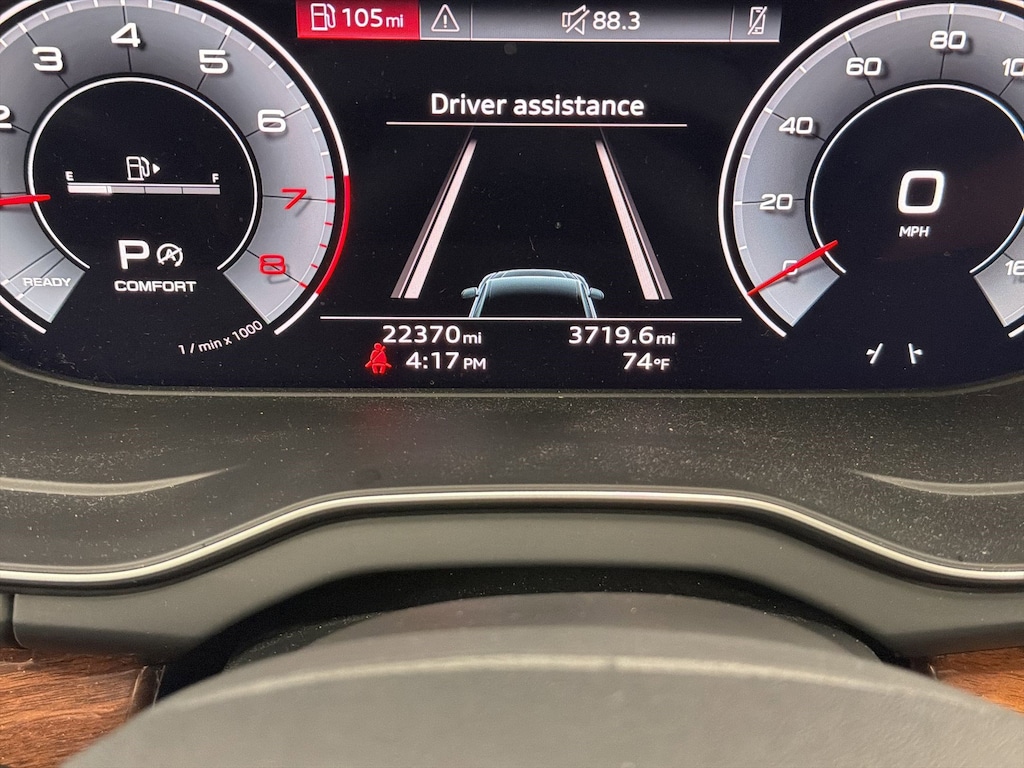 105 mi
88.3
Driver assistance
2
3
4
5
6
7
8
E F
P
COMFORT
READY
1 / min x 1000
22370 mi 3719.6 mi
4:17 PM 74°F
0
20
40
60
80
0
MPH